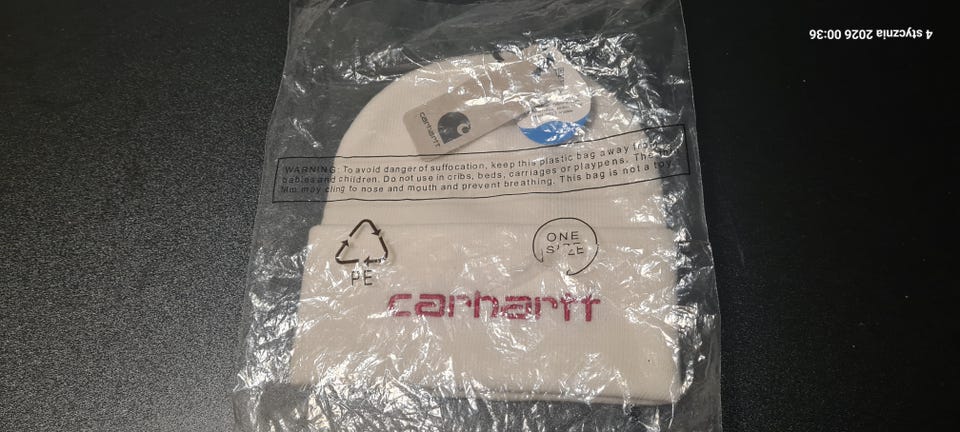 4 stycznia 2026 00:36
carhartt
WARNING: To avoid danger of suffocation, keep this plastic bag away from
babies and children. Do not use in cribs, beds, carriages or playpens. The
film may cling to nose and mouth and prevent breathing. This bag is not a toy.
ONE
SIZE
PE
carhartt